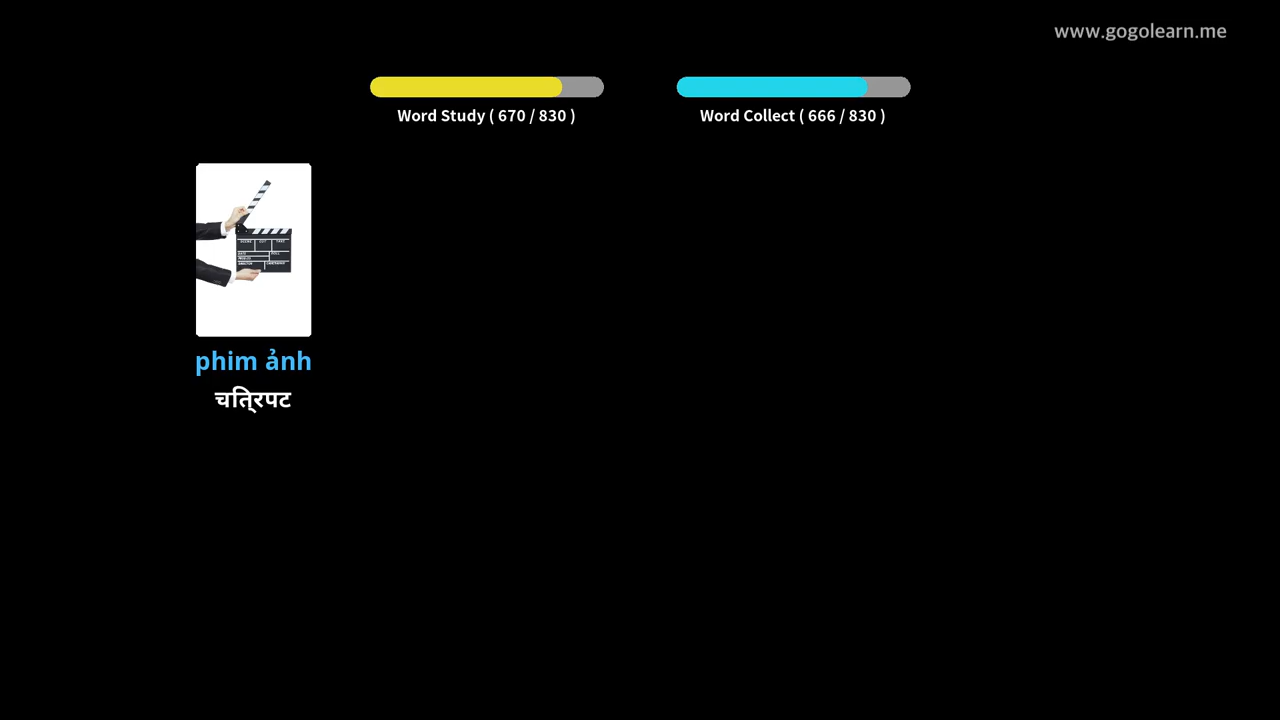 www.gogolearn.me
Word Study ( 670 / 830 )
Word Collect ( 666 / 830 )
phim ảnh
चत्रिपट